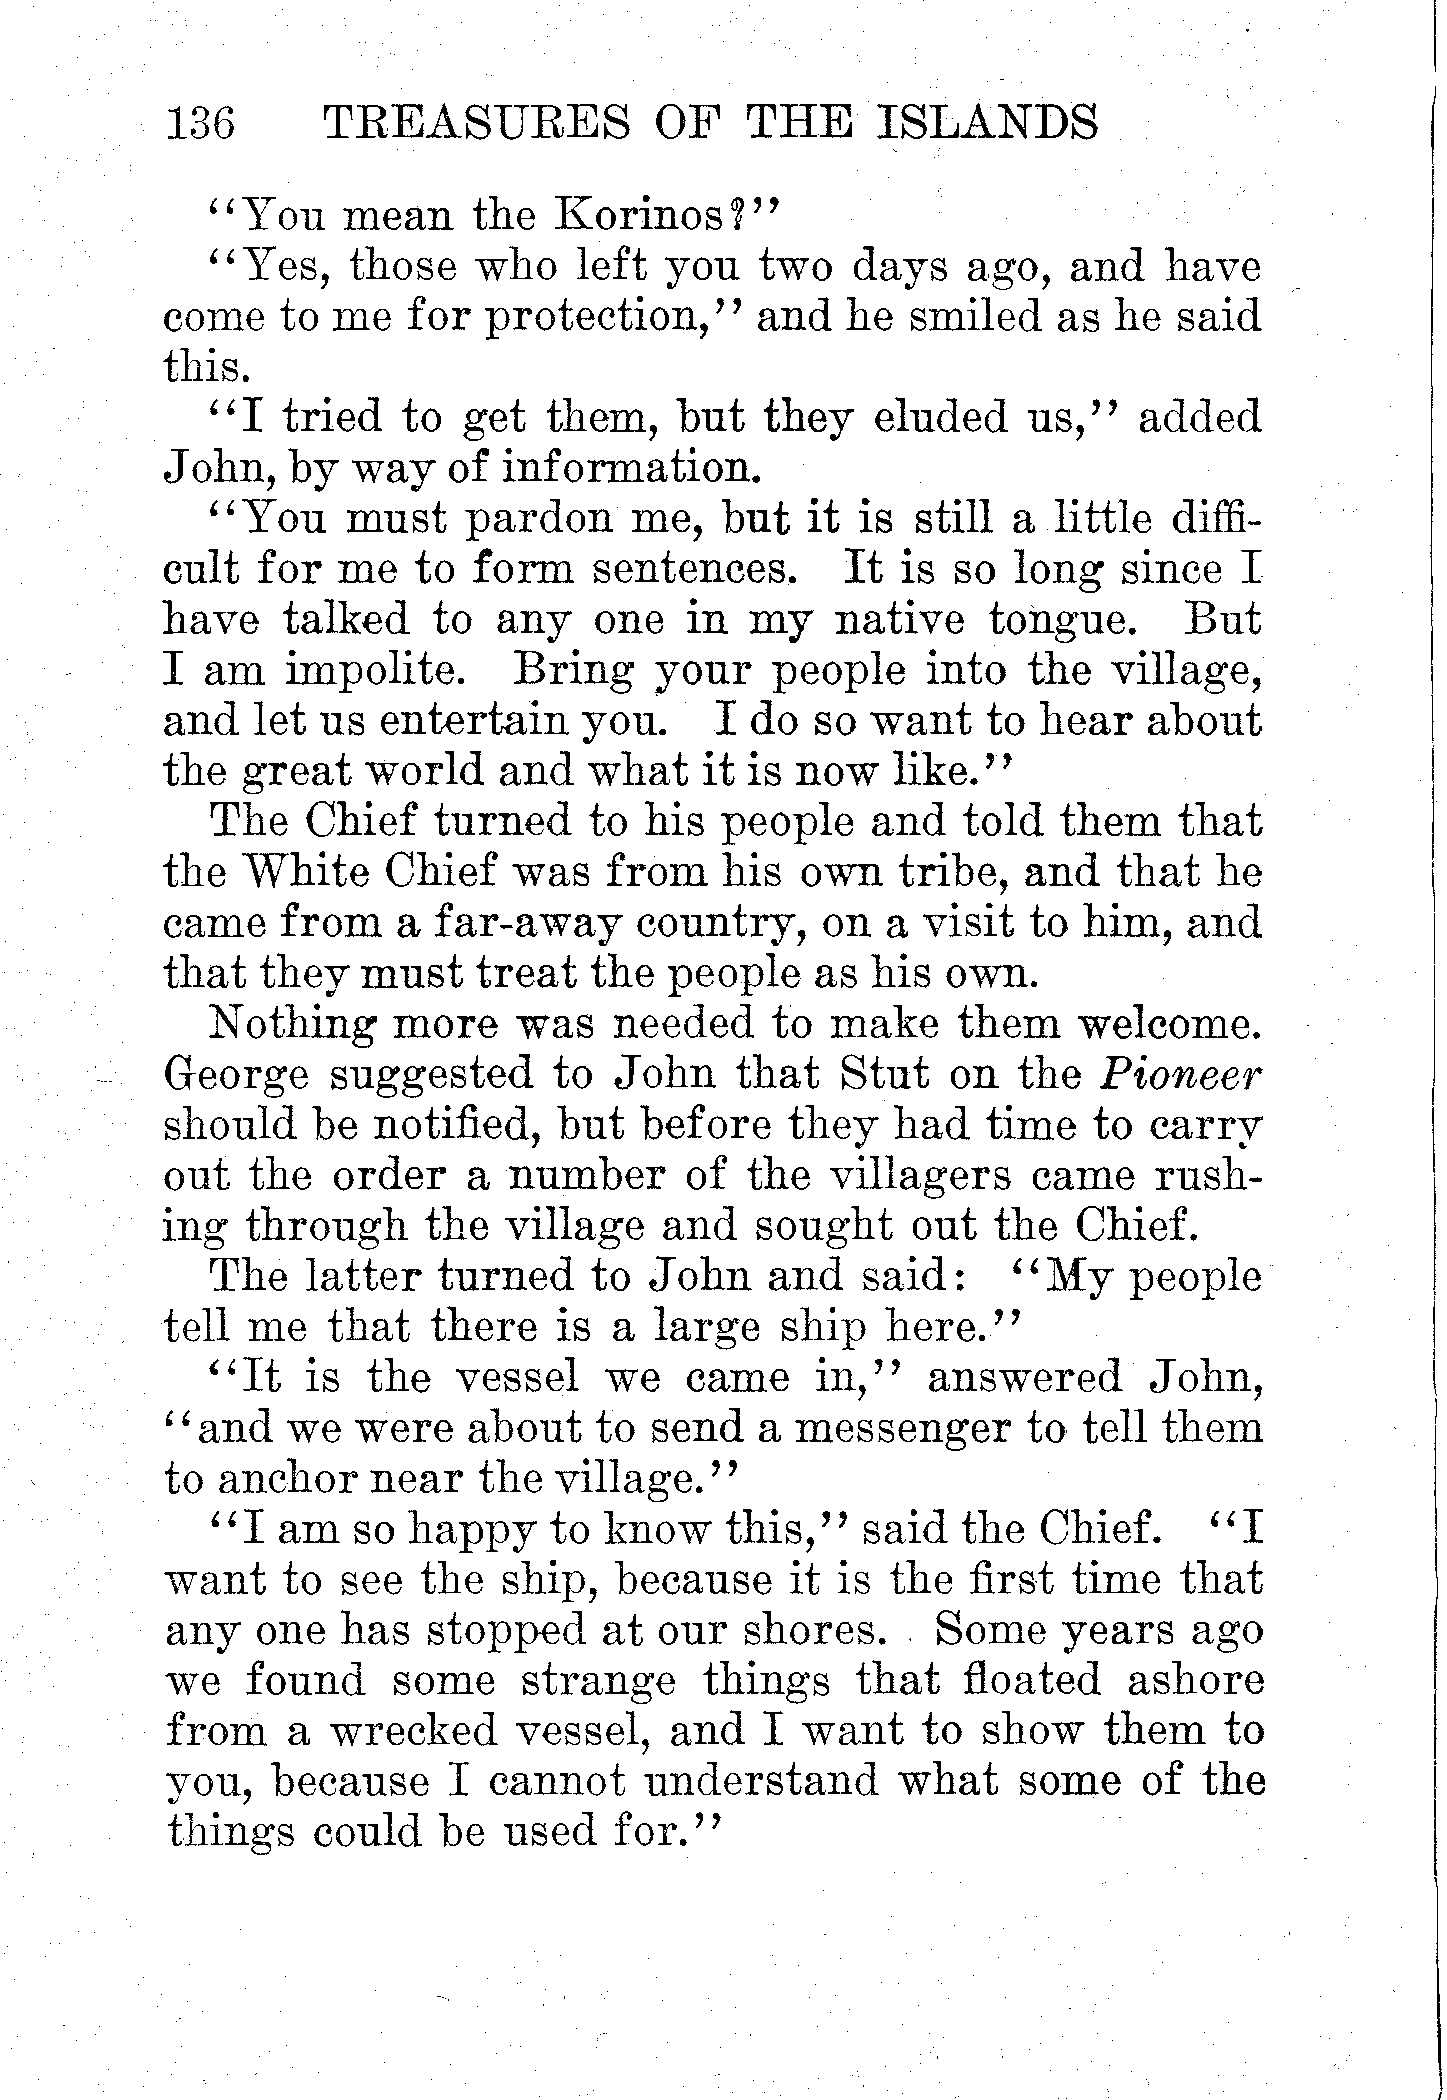 136 TREASURES OF THE ISLANDS
"You mean the Korinos?"
"Yes, those who left you two days ago, and have
come to me for protection," and he smiled as he said
this.
"I tried to get them, but they eluded us," added
John, by way of information.
"You must pardon me, but it is still a little diffi-
cult for me to form sentences. It is so long since I
have talked to any one in my native tongue. But
I am impolite. Bring your people into the village,
and let us entertain you. I do so want to hear about
the great world and what it is now like."
The Chief turned to his people and told them that
the White Chief was from his own tribe, and that he
came from a far-away country, on a visit to him, and
that they must treat the people as his own.
Nothing more was needed to make them welcome.
George suggested to John that Stut on the Pioneer
should be notified, but before they had time to carry
out the order a number of the villagers came rush-
ing through the village and sought out the Chief.
The latter turned to John and said: "My people
tell me that there is a large ship here."
"It is the vessel we came in," answered John,
"and we were about to send a messenger to tell them
to anchor near the village."
"I am so happy to know this," said the Chief. "I
want to see the ship, because it is the first time that
any one has stopped at our shores. Some years ago
we found some strange things that floated ashore
from a wrecked vessel, and I want to show them to
you, because I cannot understand what some of the
things could be used for."